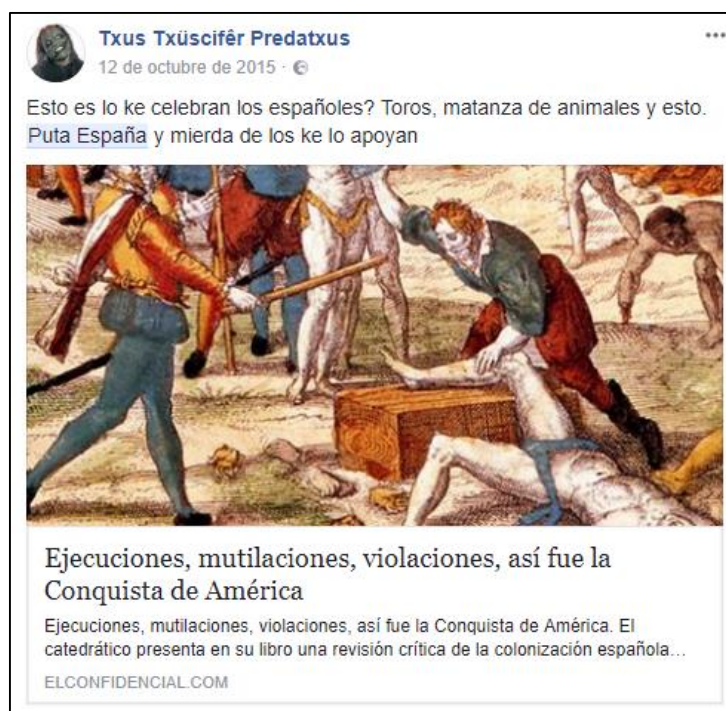 Txus Txüscifêr Predatxus
12 de octubre de 2015 ·
Esto es lo ke celebran los españoles? Toros, matanza de animales y esto.
Puta España y mierda de los ke lo apoyan
Ejecuciones, mutilaciones, violaciones, así fue la
Conquista de América
Ejecuciones, mutilaciones, violaciones, así fue la Conquista de América. El
catedrático presenta en su libro una revisión crítica de la colonización española...
ELCONFIDENCIAL.COM